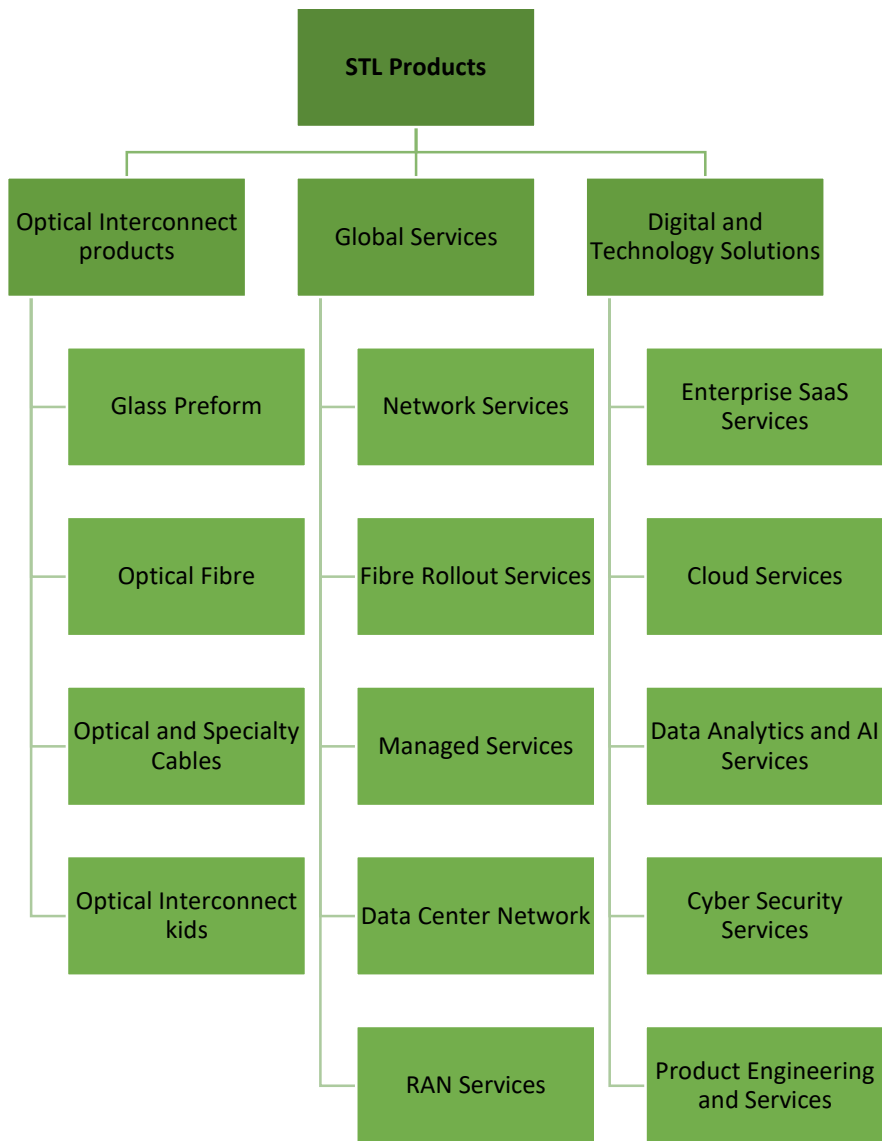 STL Products
Optical Interconnect
products
Global Services
Digital and
Technology Solutions
Glass Preform
Network Services
Enterprise SaaS
Services
Optical Fibre
Fibre Rollout Services
Cloud Services
Optical and Specialty
Cables
Managed Services
Data Analytics and AI
Services
Optical Interconnect
kids
Data Center Network
Cyber Security
Services
RAN Services
Product Engineering
and Services